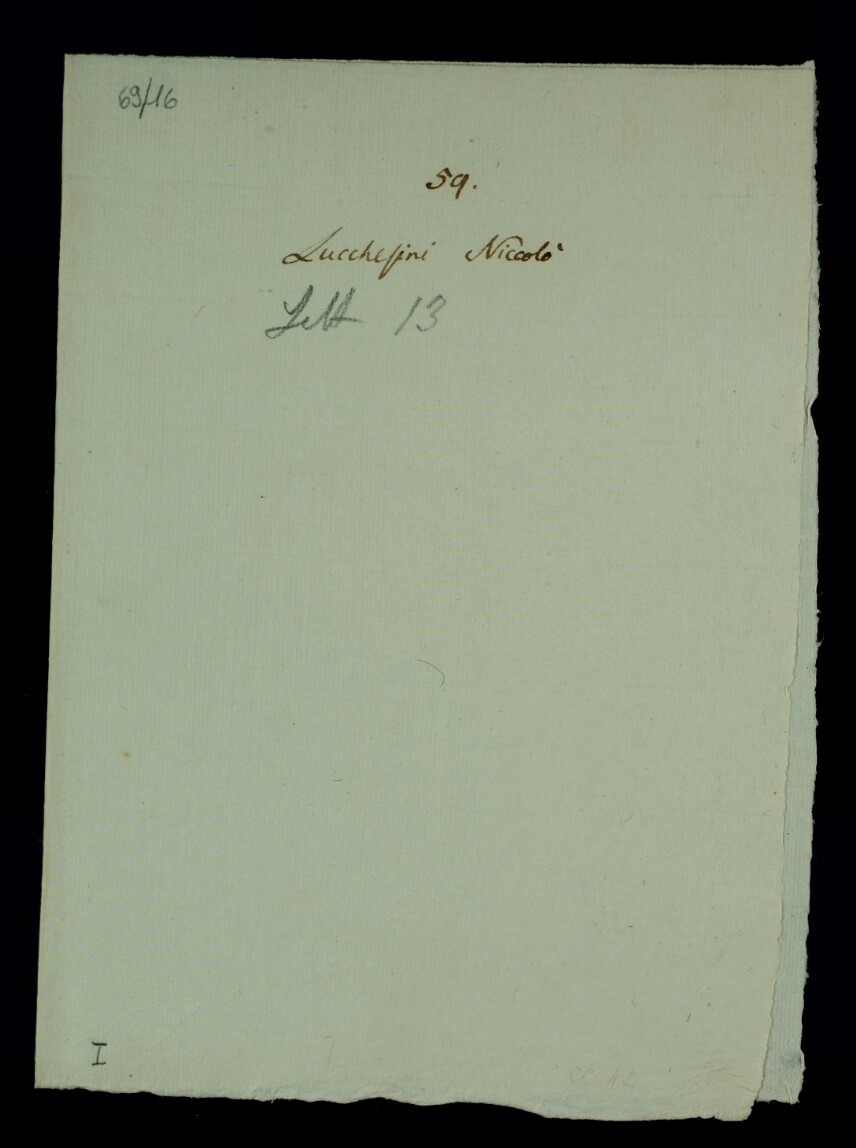 69/16
59.
Lucchesini Niccolò
Lett 13
I